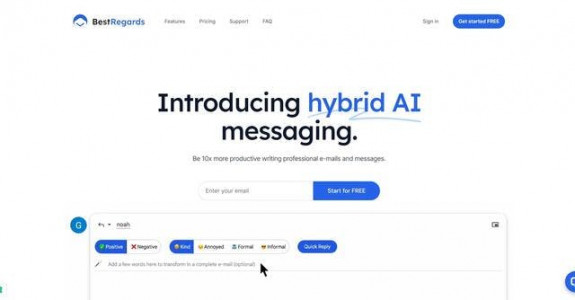 BestRegards Features Pricing Support FAQ Sign in Get started FREE
Introducing hybrid AI
messaging.
Be 10x more productive writing professional e-mails and messages.
Enter your email Start for FREE
G noah
Positive Negative Kind Annoyed Formal Informal Quick Reply
Add a few words here to transform in a complete e-mail (optional)